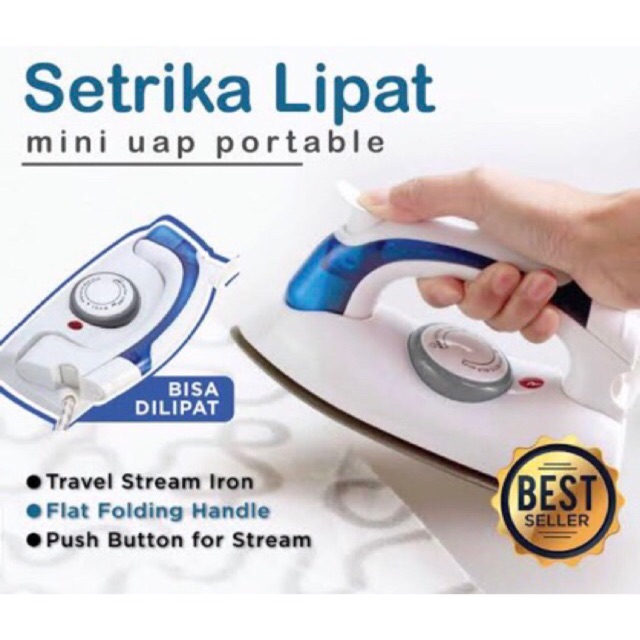 Setrika Lipat
mini uap portable
BISA
DILIPAT
Travel Stream Iron
Flat Folding Handle
Push Button for Stream
BEST
SELLER